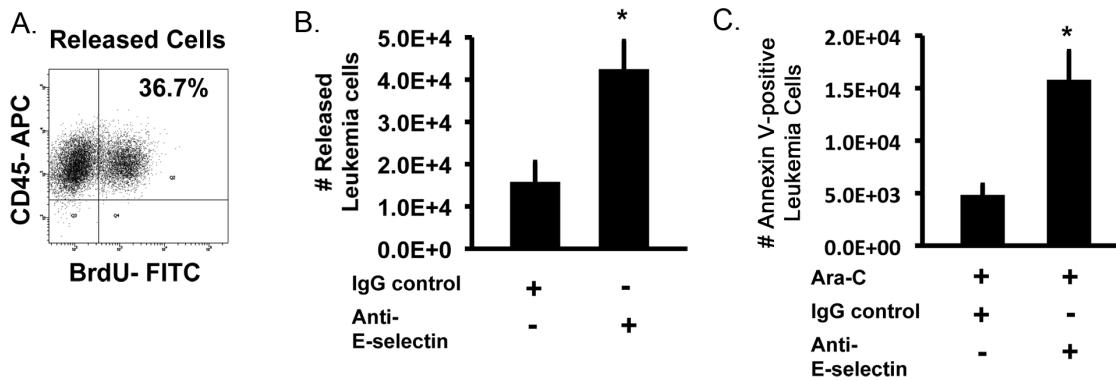 A.
Released Cells
36.7%
CD45- APC
Q2
Q3
Q4
BrdU- FITC
B.
*
5.0E+4
4.0E+4
3.0E+4
2.0E+4
1.0E+4
0.0E+0
# Released
Leukemia cells
IgG control + -
Anti-
E-selectin - +
C.
*
2.0E+04
1.5E+04
1.0E+04
5.0E+03
0.0E+00
# Annexin V-positive
Leukemia Cells
Ara-C + +
IgG control + -
Anti-
E-selectin - +